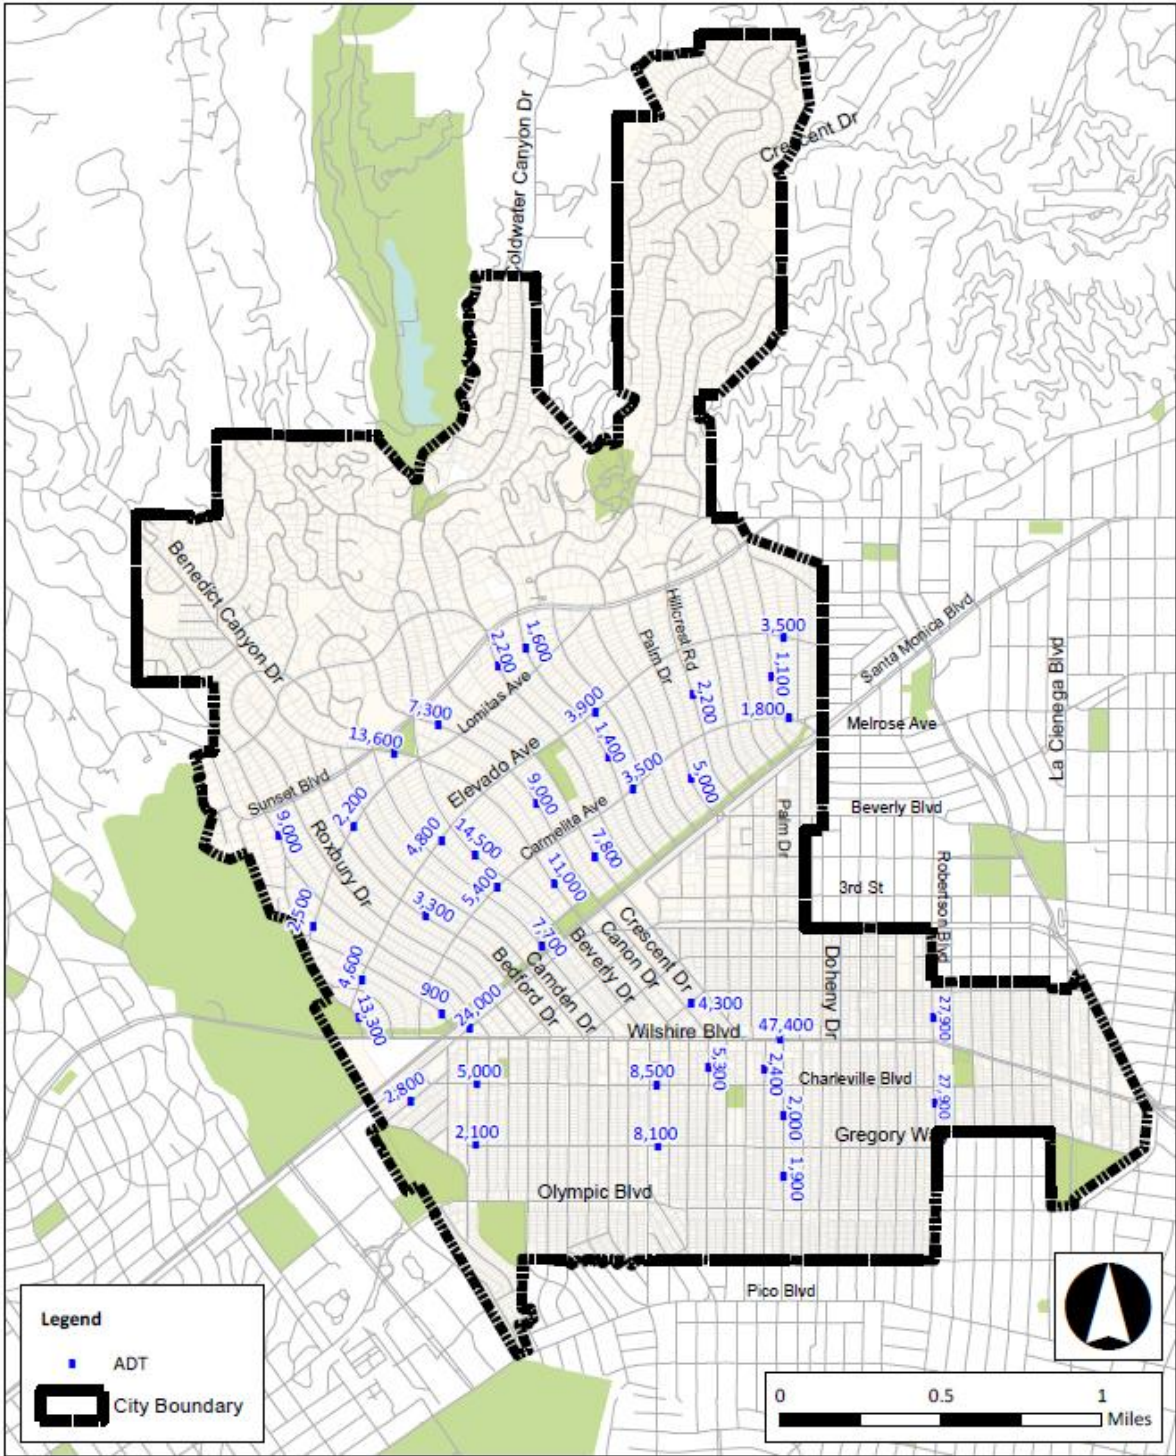 Coldwater Canyon Dr
Crescent Dr
Benedict Canyon Dr
Hillcrest Rd
Palm Dr
3,500
1,600
2,200
Santa Monica Blvd
La Cienega Blvd
1,100
Lomitas Ave
2,200
3,900
1,800
7,300
Melrose Ave
13,600
1,400
Elevado Ave
3,500
5,000
Sunset Blvd
9,000
Beverly Blvd
2,200
9,000
Carmelita Ave
Palm Dr
Roxbury Dr
4,800
14,500
7,800
5,400
11,000
3rd St
Robertson Blvd
2,500
3,300
Crescent Dr
Canon Dr
Beverly Dr
7,700
Camden Dr
Bedford Dr
Doheny Dr
4,600
13,300
900
24,000
4,300
Wilshire Blvd
47,400
27,900
5,000
8,500
5,300
2,400
Charleville Blvd
2,800
2,000
27,900
2,100
8,100
Gregory Way
1,900
Olympic Blvd
Pico Blvd
Legend
ADT
City Boundary
0 0.5 1
Miles